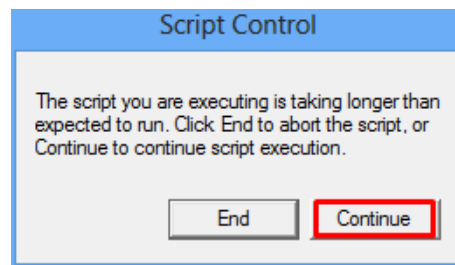 Script Control
The script you are executing is taking longer than
expected to run. Click End to abort the script, or
Continue to continue script execution.
End
Continue